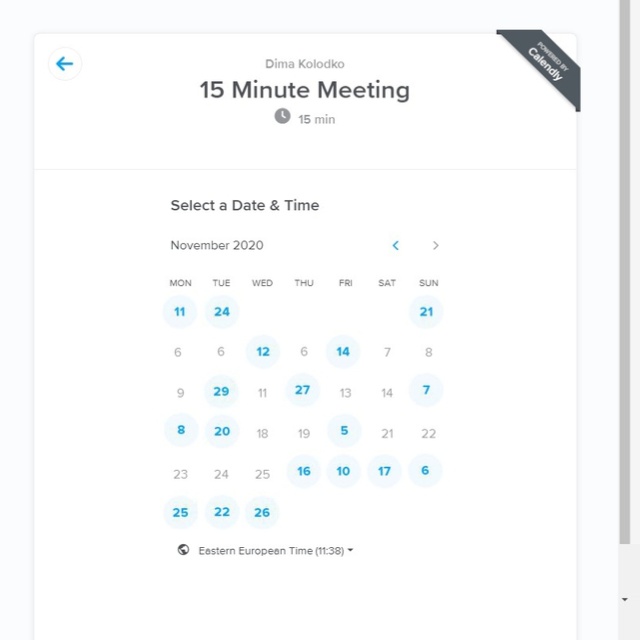 POWERED BY
Calendly
Dima Kolodko
15 Minute Meeting
15 min
Select a Date & Time
November 2020
MON TUE WED THU FRI SAT SUN
11 24 21
6 6 12 6 14 7 8
9 29 11 27 13 14 7
8 20 18 19 5 21 22
23 24 25 16 10 17 6
25 22 26
Eastern European Time (11:38)